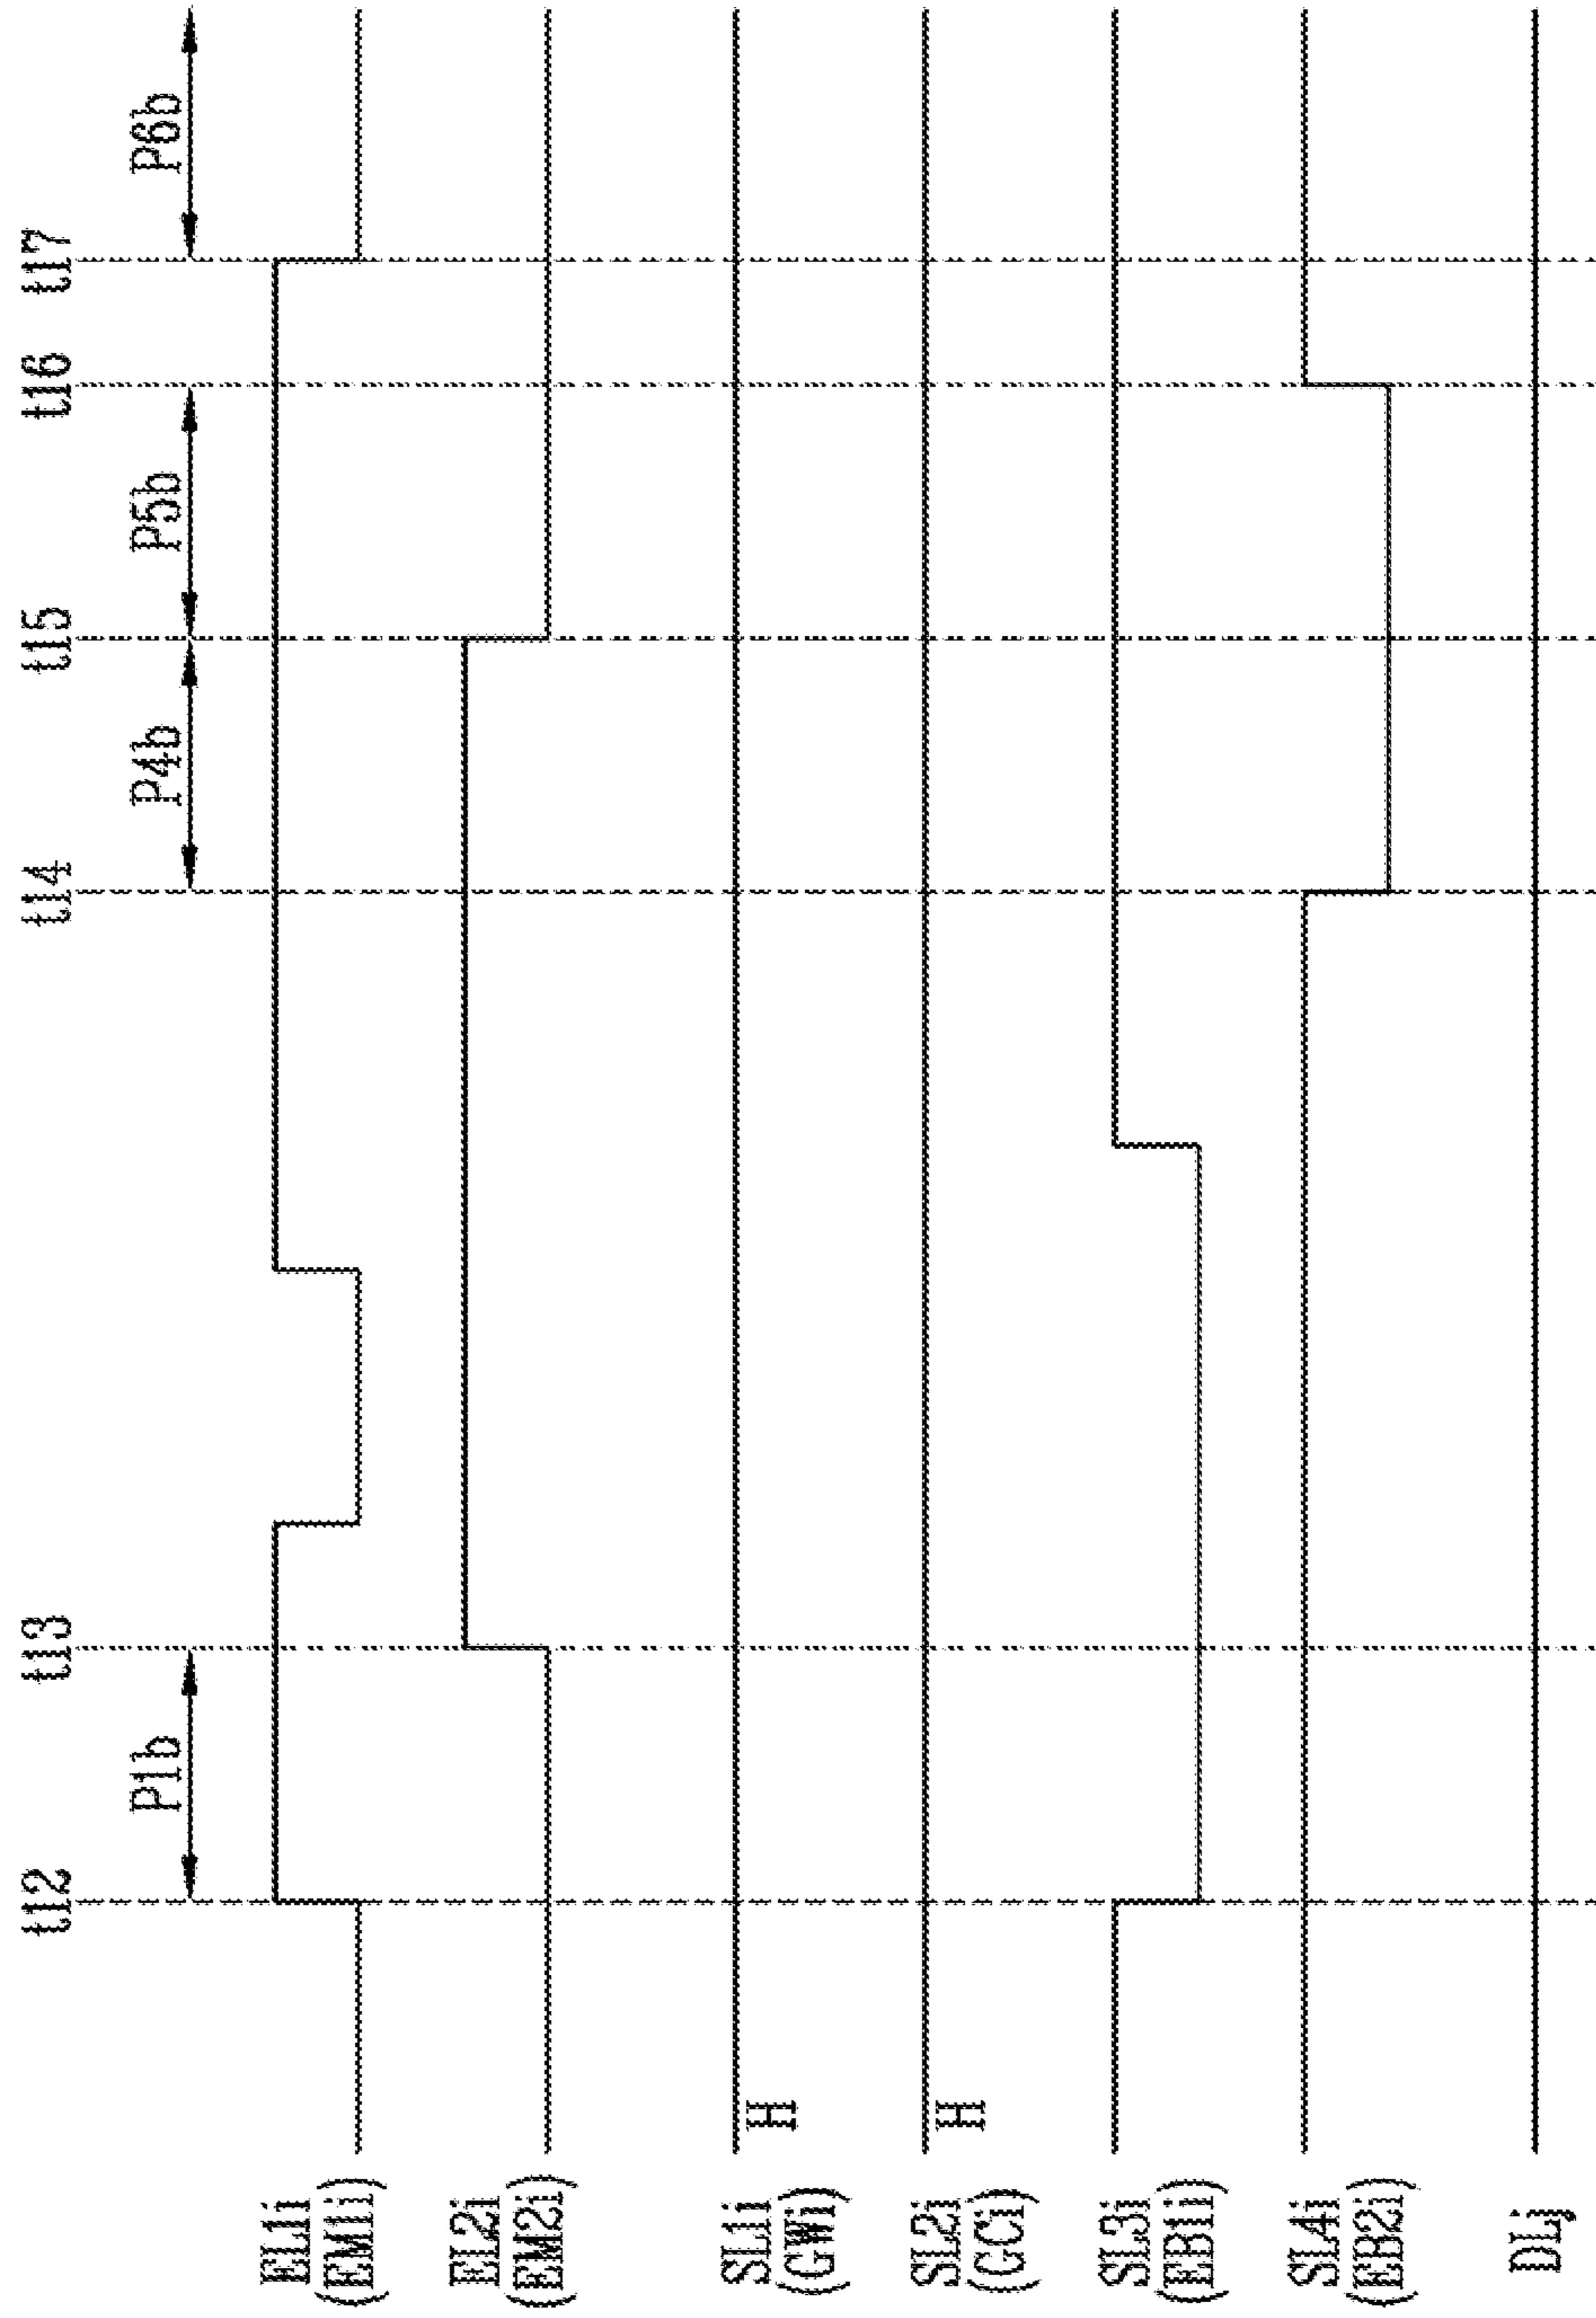 t12 t13 t14 t15 t16 t17
P1b P4b P5b P6b
EL1i
(EM1i)
EL2i
(EM2i)
SL1i
(GWi)
H
SL2i
(GCi)
H
SL3i
(EB1i)
SL4i
(EB2i)
DLj